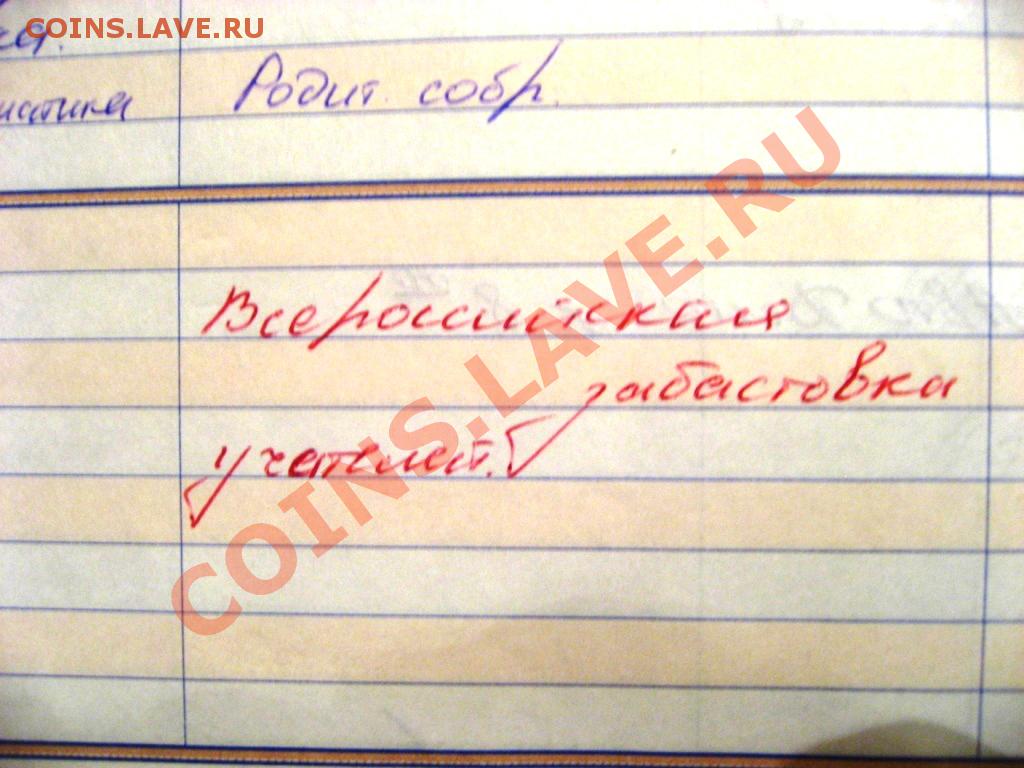 COINS.LAVE.RU
Родит. собр.
Всероссийская
забастовка
учителей.
COINS.LAVE.RU